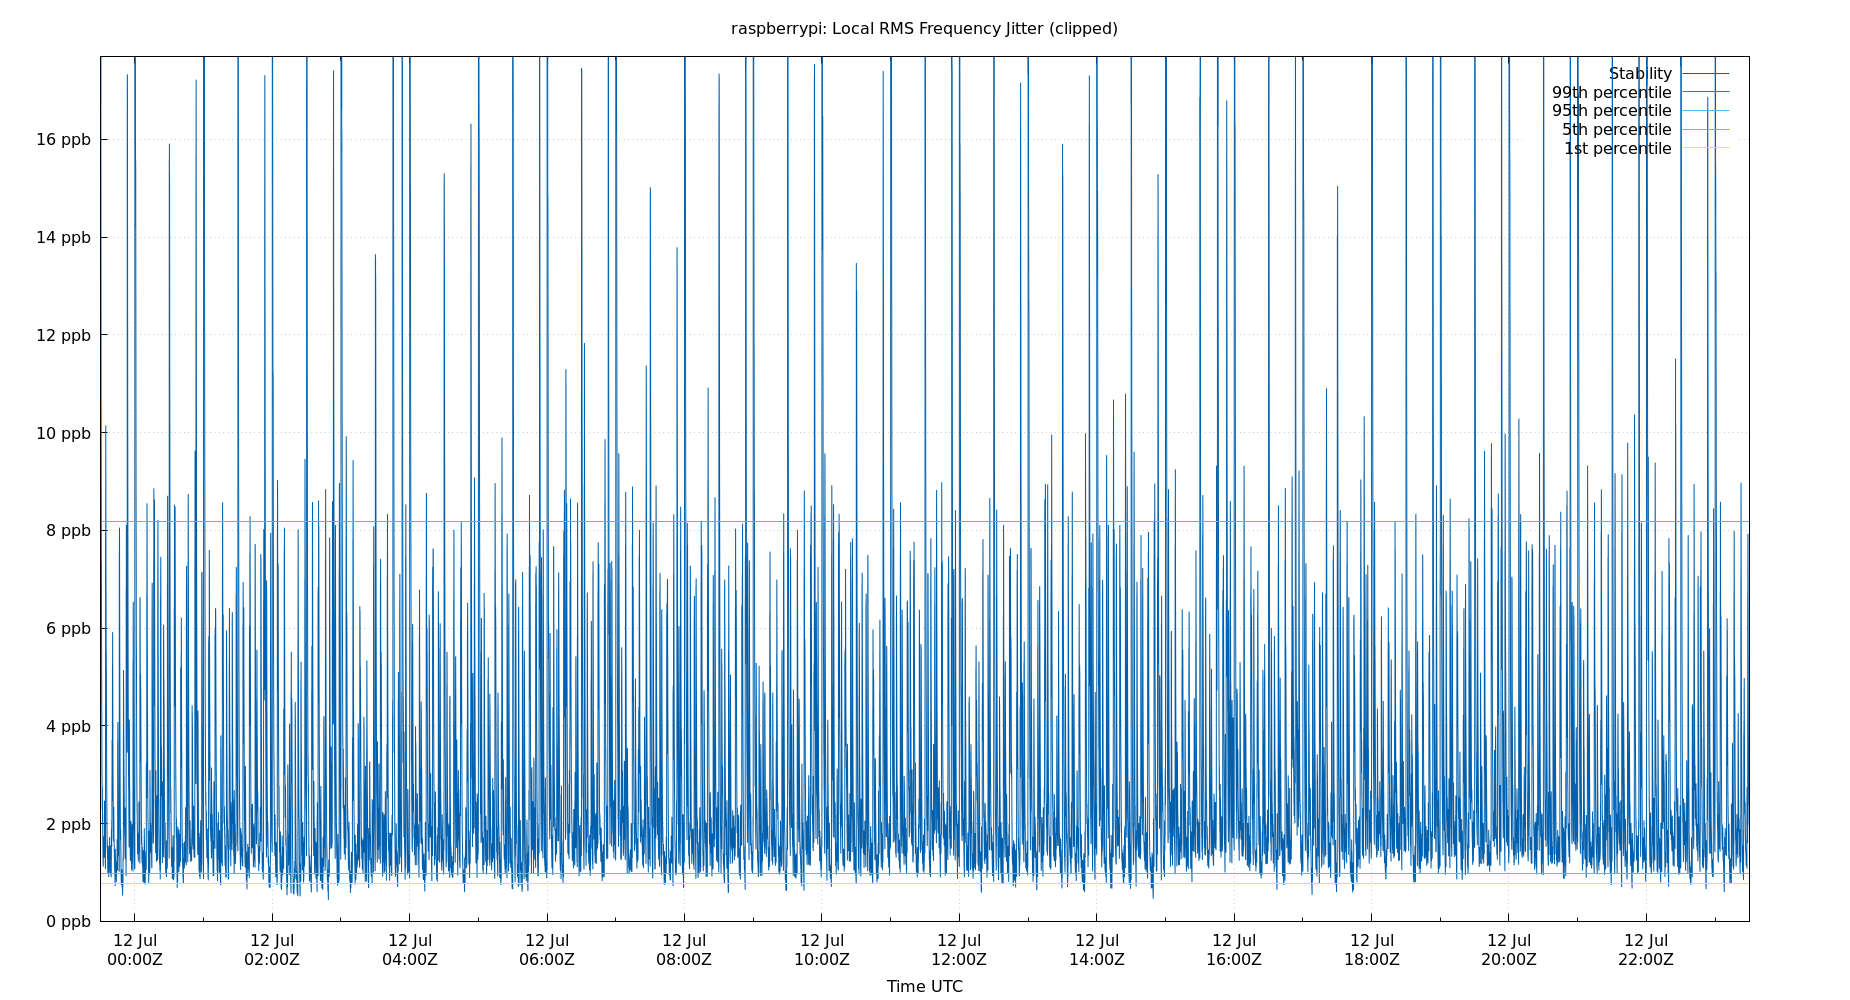 raspberrypi: Local RMS Frequency Jitter (clipped)
Stability
99th percentile
95th percentile
5th percentile
1st percentile
16 ppb
14 ppb
12 ppb
10 ppb
8 ppb
6 ppb
4 ppb
2 ppb
0 ppb
12 Jul 12 Jul 12 Jul 12 Jul 12 Jul 12 Jul 12 Jul 12 Jul 12 Jul 12 Jul 12 Jul 12 Jul
00:00Z 02:00Z 04:00Z 06:00Z 08:00Z 10:00Z 12:00Z 14:00Z 16:00Z 18:00Z 20:00Z 22:00Z
Time UTC